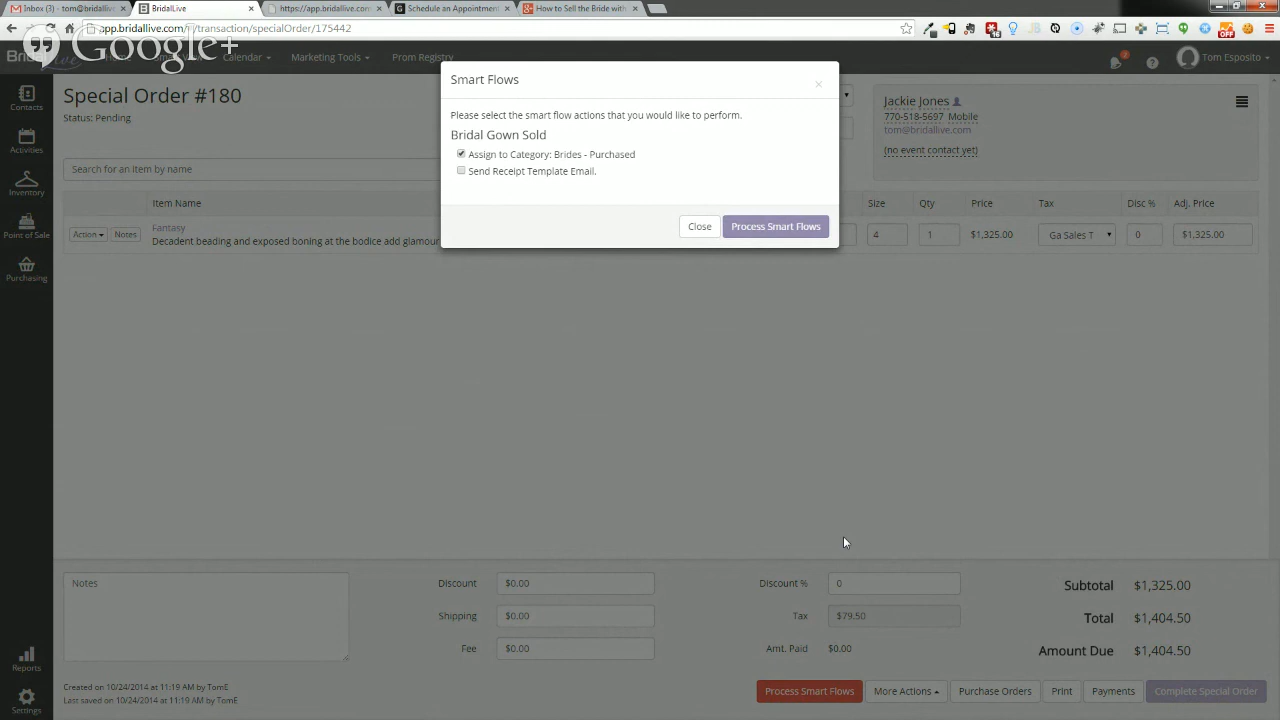 Inbox (3) - tom@bridalliv
BridalLive
https://app.bridallive.com
Schedule an Appointment
How to Sell the Bride with
app.bridallive.com/transaction/specialOrder/175442
Google+
Calendar
Marketing Tools
Prom Registry
2
Tom Esposito
Contacts
Activities
Inventory
Point of Sale
Purchasing
Reports
Settings
Special Order #180
Status: Pending
Jackie Jones
770-518-5697 Mobile
tom@bridallive.com
(no event contact yet)
Smart Flows
Please select the smart flow actions that you would like to perform.
Bridal Gown Sold
Assign to Category: Brides - Purchased
Send Receipt Template Email.
Close
Process Smart Flows
Search for an item by name
Item Name Size Qty Price Tax Disc % Adj. Price
Action Notes
Fantasy
Decadent beading and exposed boning at the bodice add glamour
4 1 $1,325.00 Ga Sales T 0 $1,325.00
Notes
Discount $0.00
Shipping $0.00
Fee $0.00
Discount % 0
Tax $79.50
Amt. Paid $0.00
Subtotal $1,325.00
Total $1,404.50
Amount Due $1,404.50
Created on 10/24/2014 at 11:19 AM by TomE
Last saved on 10/24/2014 at 11:19 AM by TomE
Process Smart Flows
More Actions
Purchase Orders
Print
Payments
Complete Special Order